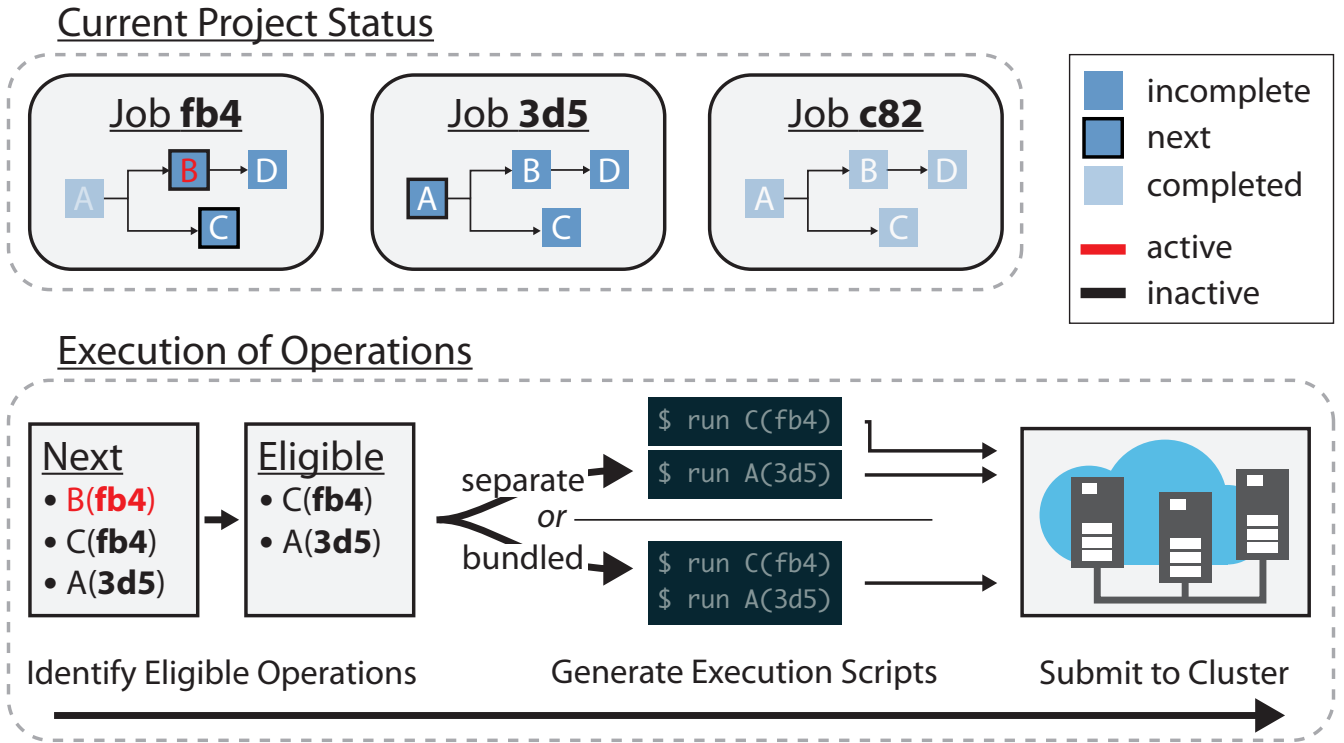 Current Project Status
Job fb4
A
B
D
C
Job 3d5
A
B
D
C
Job c82
A
B
D
C
incomplete
next
completed
active
inactive
Execution of Operations
Next
• B(fb4)
• C(fb4)
• A(3d5)
Eligible
• C(fb4)
• A(3d5)
separate
or
bundled
$ run C(fb4)
$ run A(3d5)
$ run C(fb4)
$ run A(3d5)
Identify Eligible Operations
Generate Execution Scripts
Submit to Cluster